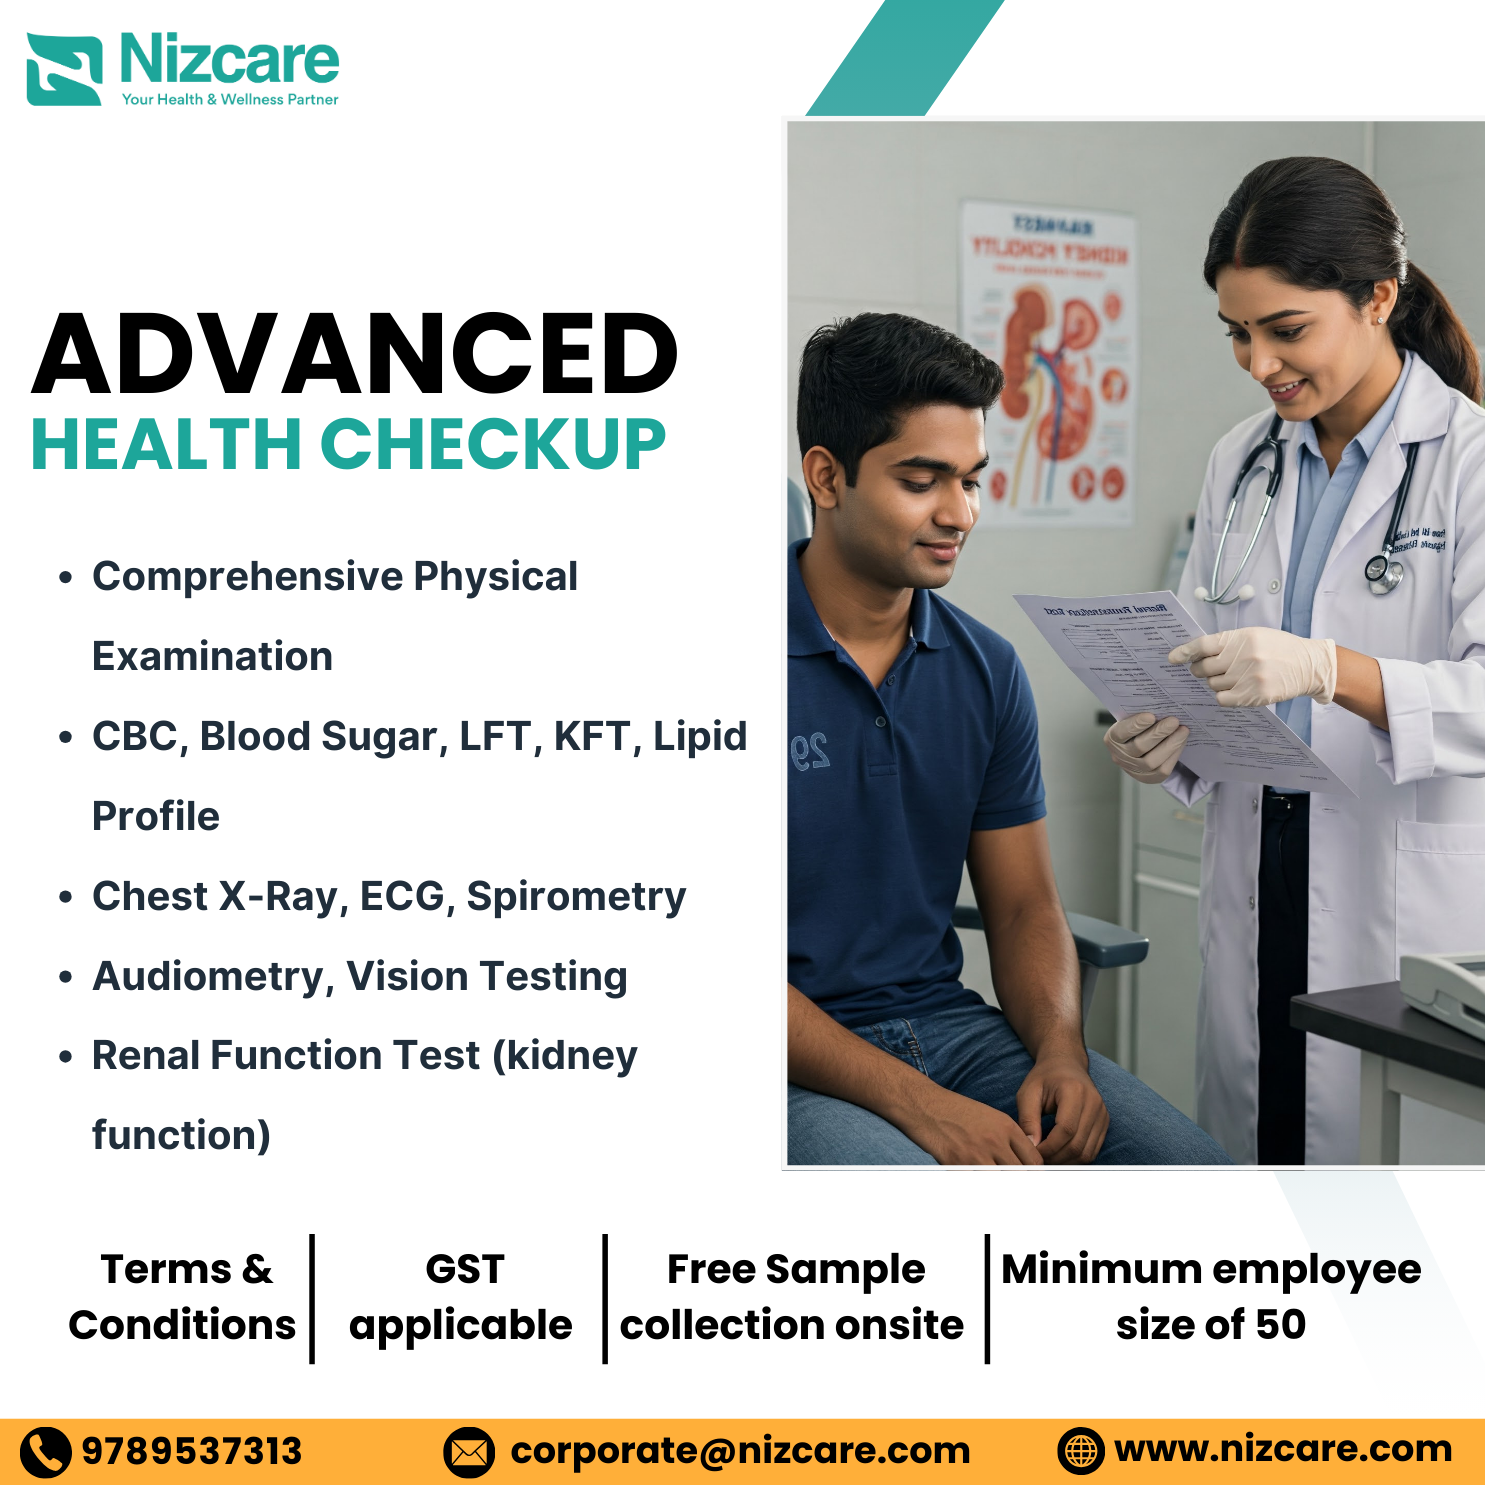 Nizcare
Your Health & Wellness Partner
ADVANCED
HEALTH CHECKUP
• Comprehensive Physical
Examination
• CBC, Blood Sugar, LFT, KFT, Lipid
Profile
• Chest X-Ray, ECG, Spirometry
• Audiometry, Vision Testing
• Renal Function Test (kidney
function)
29
Terms &
Conditions
GST
applicable
Free Sample
collection onsite
Minimum employee
size of 50
9789537313
corporate@nizcare.com
www.nizcare.com